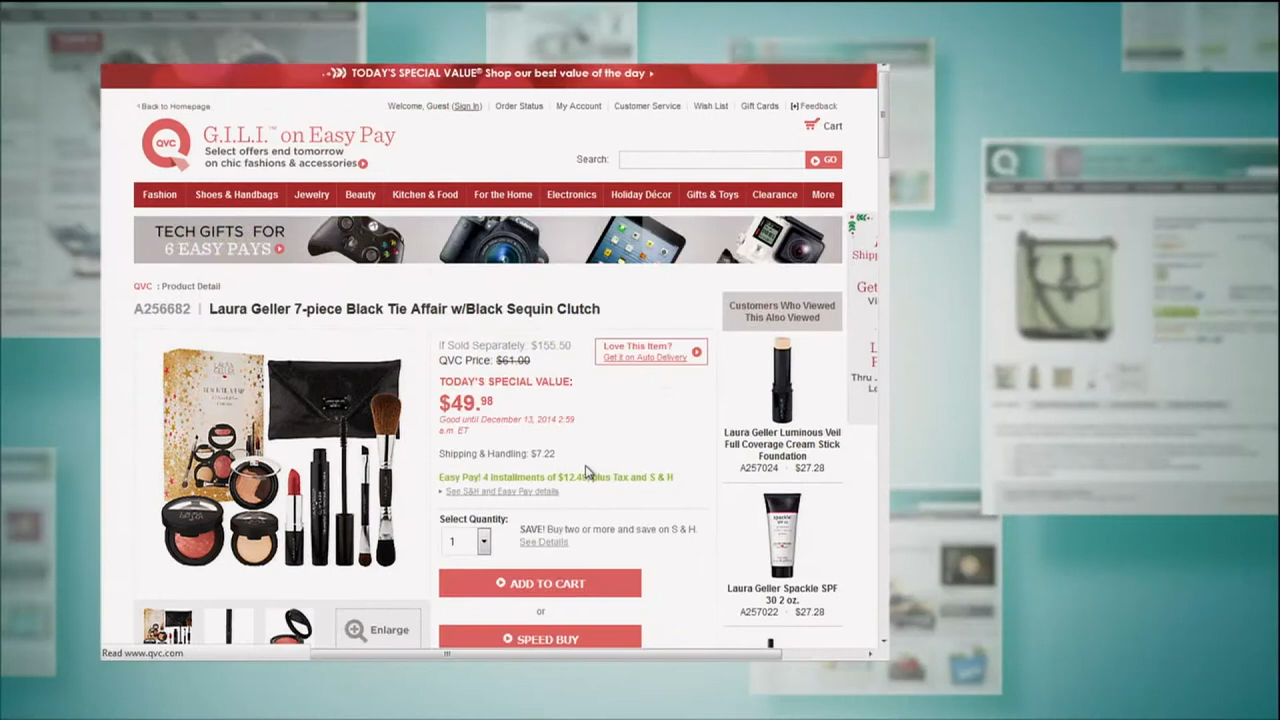 TODAY'S SPECIAL VALUE® Shop our best value of the day
Back to Homepage
Welcome, Guest (Sign In)
Order Status
My Account
Customer Service
Wish List
Gift Cards
[+] Feedback
Cart
QVC
G.I.L.I.™ on Easy Pay
Select offers end tomorrow
on chic fashions & accessories
Search:
GO
Fashion
Shoes & Handbags
Jewelry
Beauty
Kitchen & Food
For the Home
Electronics
Holiday Décor
Gifts & Toys
Clearance
More
TECH GIFTS FOR
6 EASY PAYS
Shipp
Get
Vi
Thru
QVC : Product Detail
A256682 | Laura Geller 7-piece Black Tie Affair w/Black Sequin Clutch
If Sold Separately: $155.50
QVC Price: $61.00
TODAY'S SPECIAL VALUE:
$49.98
Good until December 13, 2014 2:59
a.m. ET
Shipping & Handling: $7.22
Easy Pay! 4 Installments of $12.4 plus Tax and S & H
See S&H and Easy Pay details
Love This Item?
Get it on Auto Delivery
Select Quantity:
1
SAVE! Buy two or more and save on S & H.
See Details
ADD TO CART
or
SPEED BUY
Enlarge
Customers Who Viewed
This Also Viewed
Laura Geller Luminous Veil
Full Coverage Cream Stick
Foundation
A257024 · $27.28
Laura Geller Spackle SPF
30 2 oz.
A257022 · $27.28
Read www.qvc.com